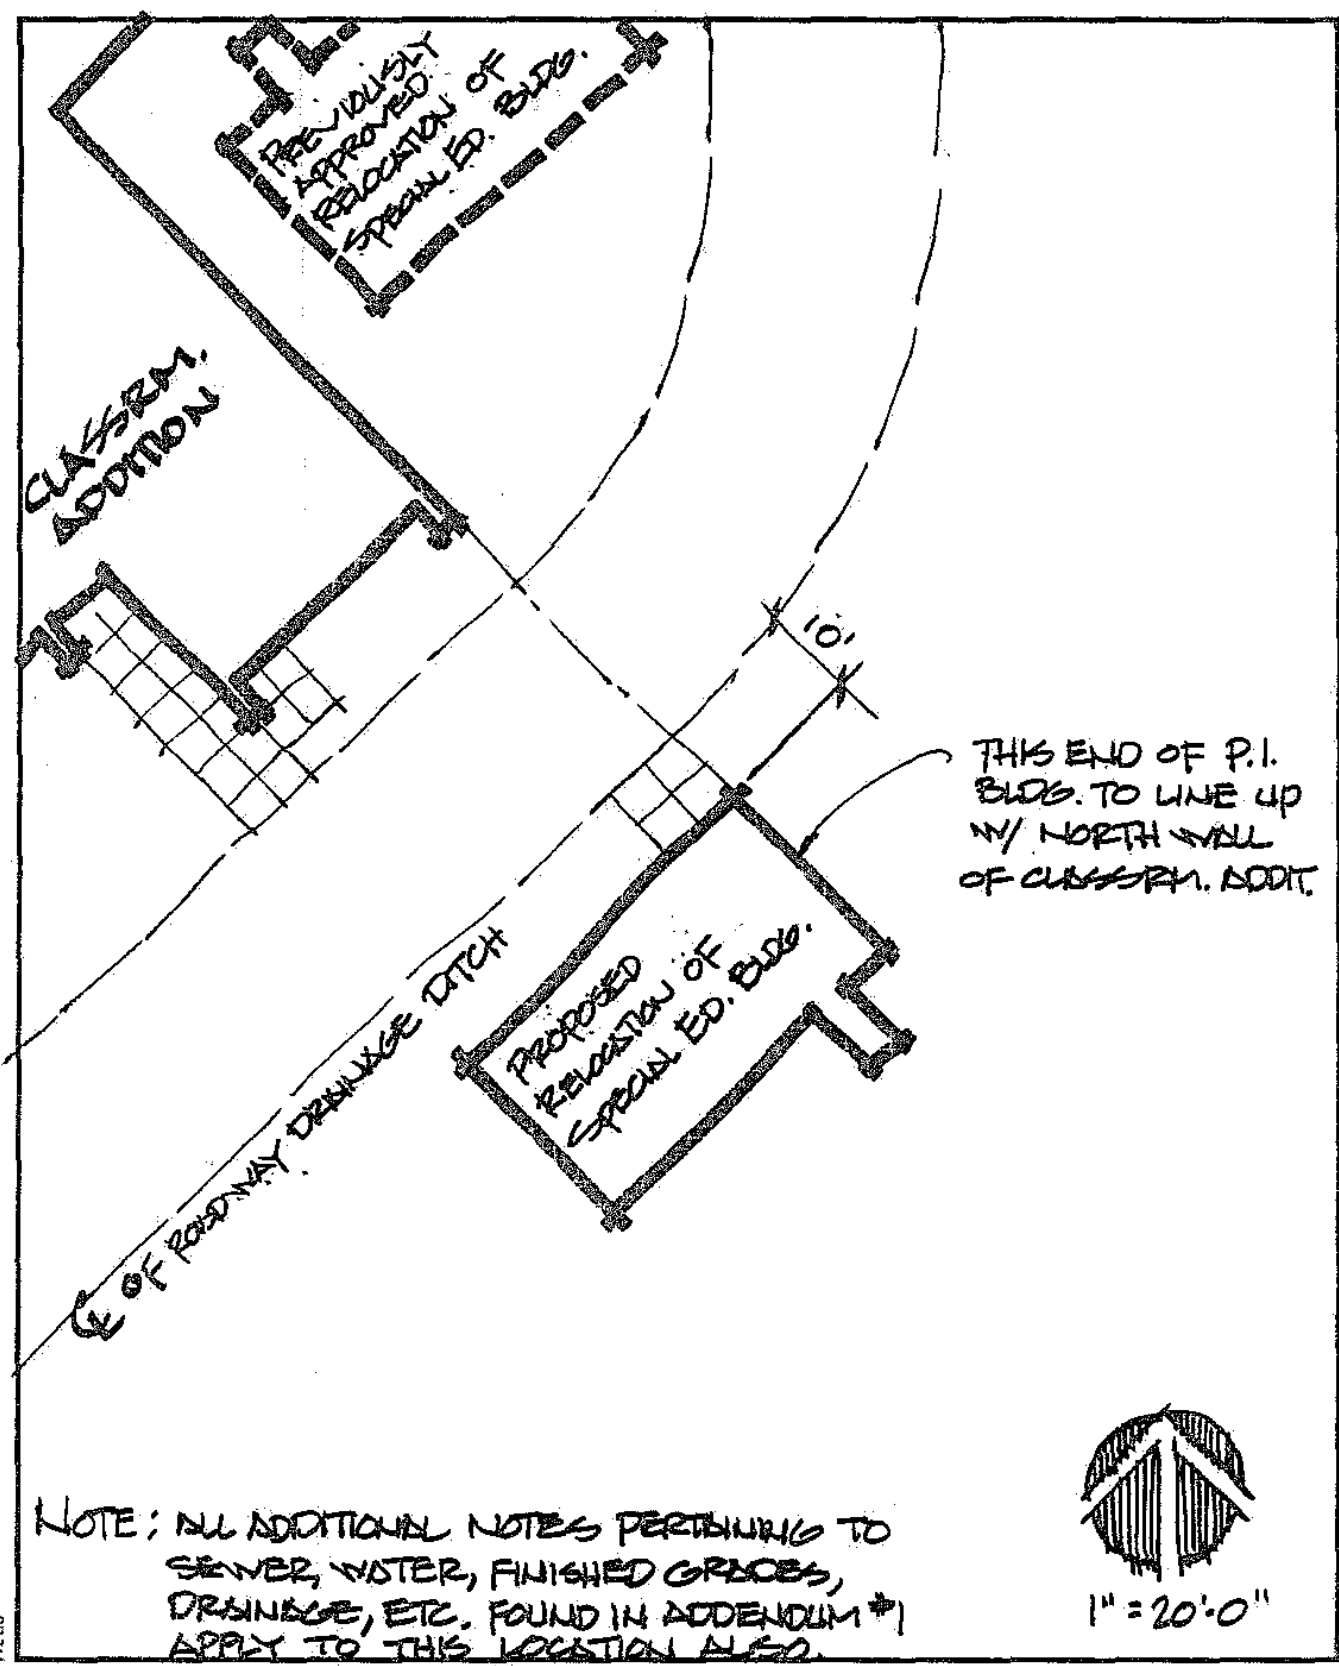 PREVIOUSLY
APPROVED
RELOCATION OF
SPECIAL ED. BLDG.
CLASSRM.
ADDITION
10'
THIS END OF P.I.
BLDG. TO LINE UP
W/ NORTH WALL
OF CLASSRM. ADDIT.
PROPOSED
RELOCATION OF
SPECIAL ED. BLDG.
℄ OF ROADWAY DRAINAGE DITCH
NOTE: ALL ADDITIONAL NOTES PERTAINING TO
SEWER, WATER, FINISHED GRADES,
DRAINAGE, ETC. FOUND IN ADDENDUM #1
APPLY TO THIS LOCATION ALSO.
1" = 20'-0"